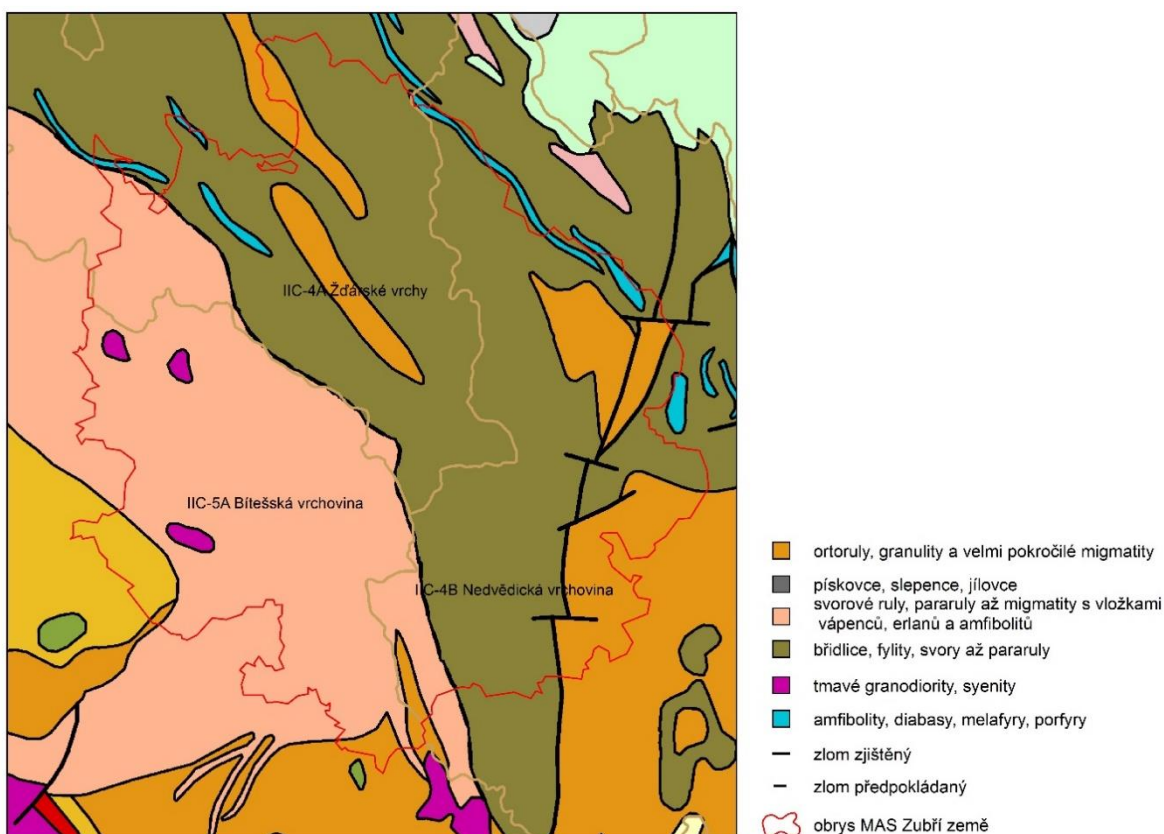 IIC-4A Žďárské vrchy
IIC-5A Bítešská vrchovina
IIC-4B Nedvědická vrchovina
ortoruly, granulity a velmi pokročilé migmatity
pískovce, slepence, jílovce
svorové ruly, pararuly až migmatity s vložkami
vápenců, erlanů a amfibolitů
břidlice, fylity, svory až pararuly
tmavé granodiority, syenity
amfibolity, diabasy, melafyry, porfyry
zlom zjištěný
zlom předpokládaný
obrys MAS Zubří země